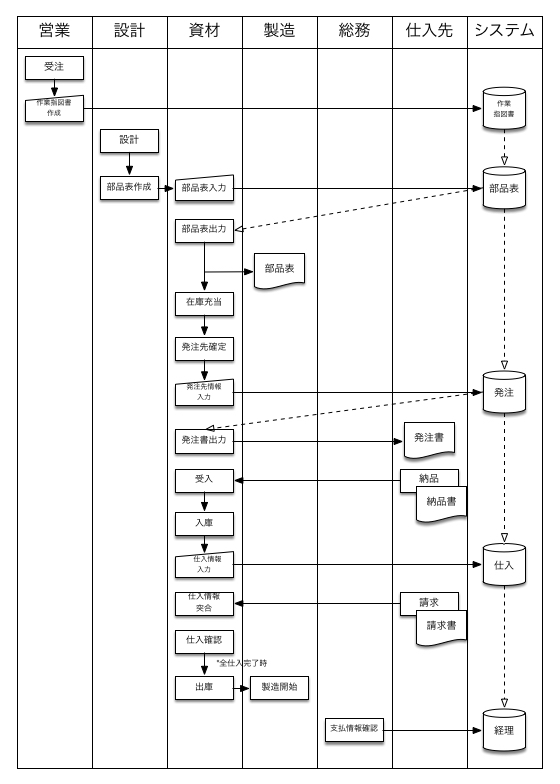 営業
設計
資材
製造
総務
仕入先
システム
受注
作業指図書
作成
作業
指図書
設計
部品表作成
部品表入力
部品表
部品表出力
部品表
在庫充当
発注先確定
発注先情報
入力
発注
発注書出力
発注書
受入
納品
納品書
入庫
仕入情報
入力
仕入
仕入情報
突合
請求
請求書
仕入確認
*全仕入完了時
出庫
製造開始
支払情報確認
経理